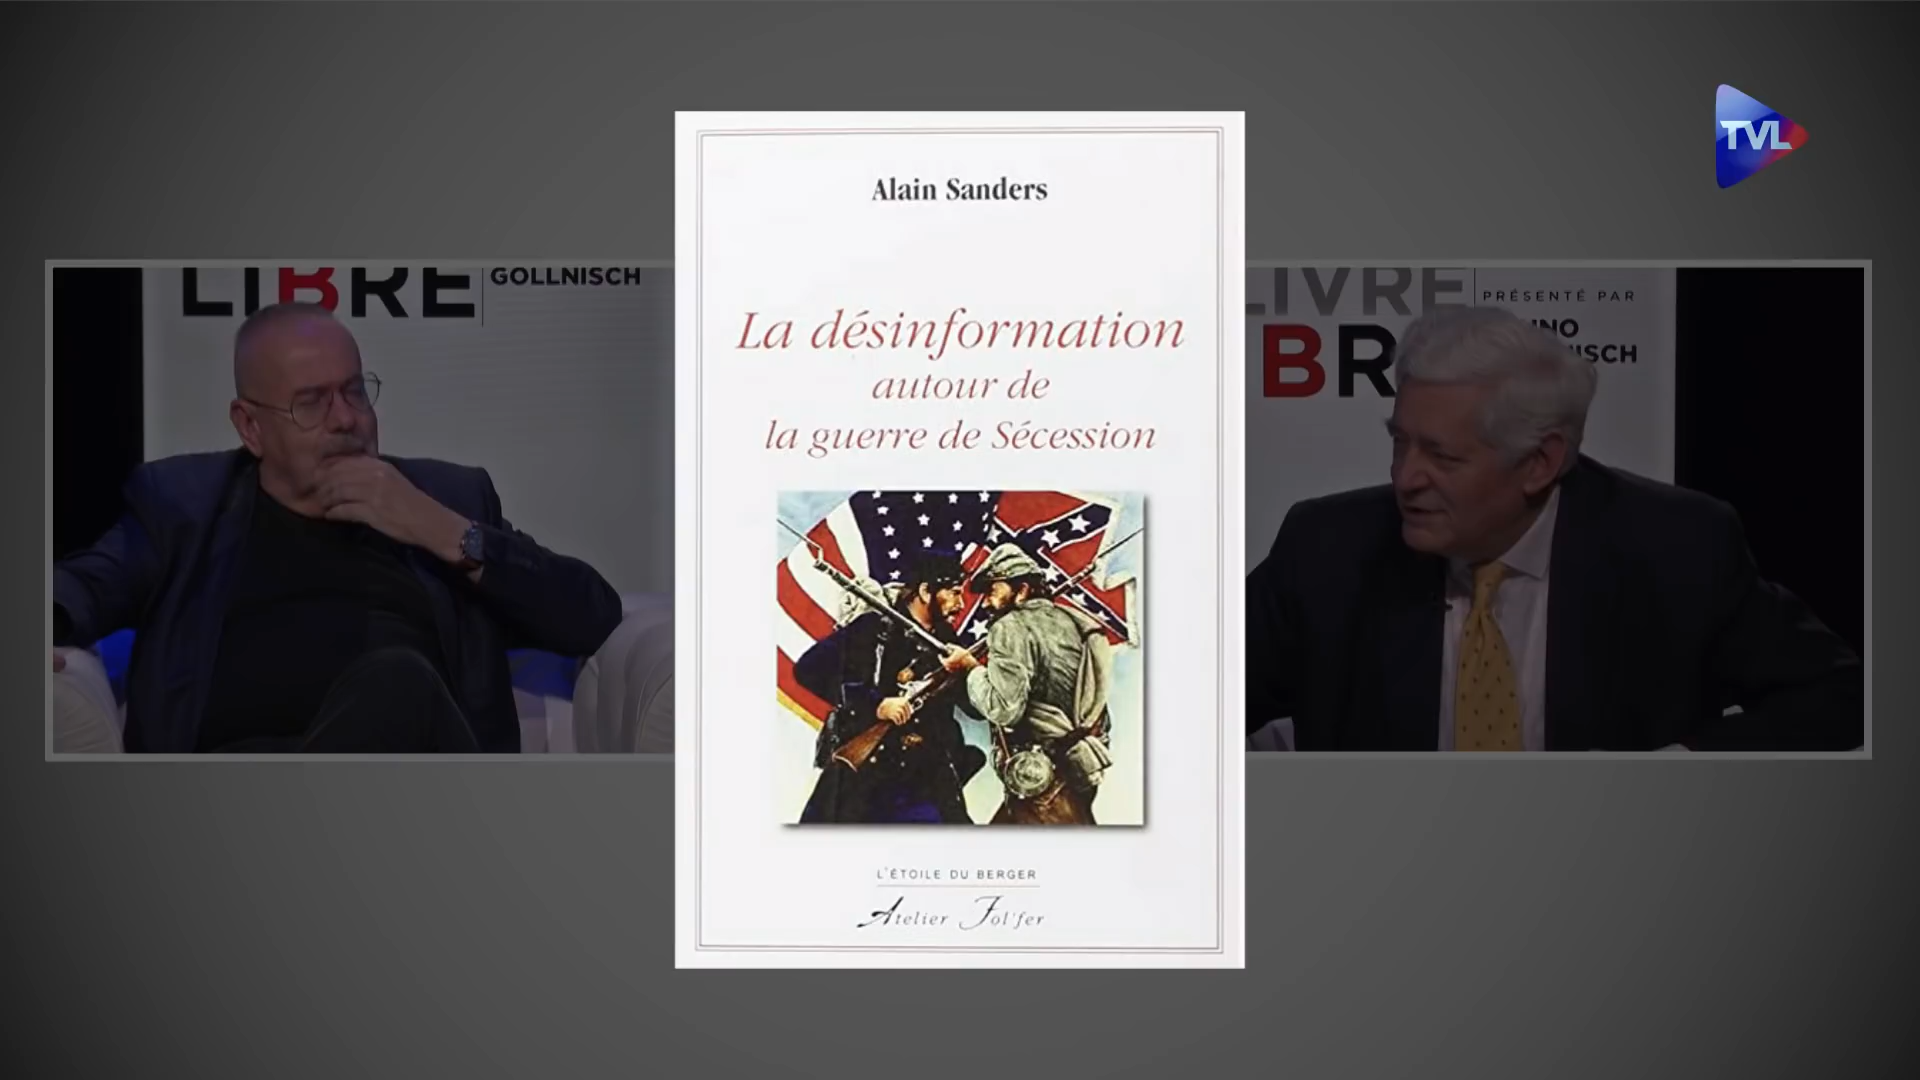 TVL
Alain Sanders
La désinformation
autour de
la guerre de Sécession
L'ÉTOILE DU BERGER
Atelier Fol'fer
LIBRE
GOLLNISCH
LIVRE
PRÉSENTÉ PAR